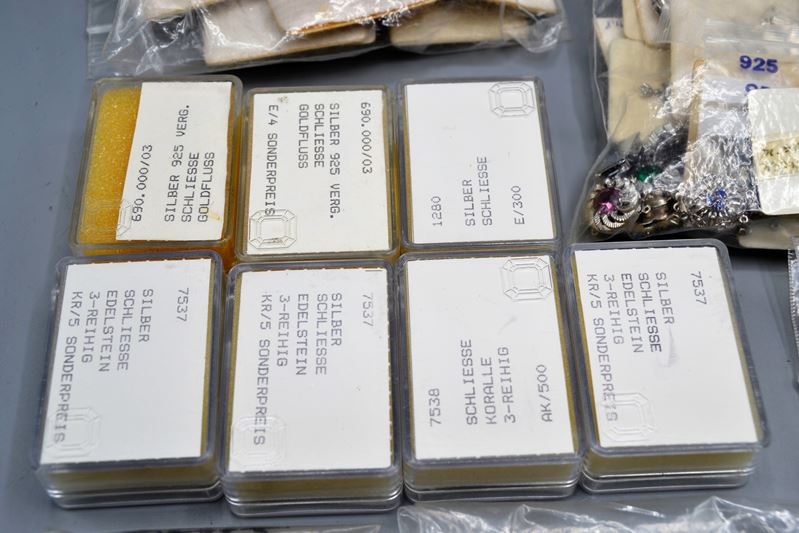 690.000/03
SILBER 925 VERG.
SCHLIESSE
GOLDFLUSS
690.000/03
SILBER 925 VERG.
SCHLIESSE
GOLDFLUSS
E/4 SONDERPREIS
1280
SILBER
SCHLIESSE
E/300
925
7537
SILBER
SCHLIESSE
EDELSTEIN
3-REIHIG
KR/5 SONDERPREIS
7537
SILBER
SCHLIESSE
EDELSTEIN
3-REIHIG
KR/5 SONDERPREIS
7538
SCHLIESSE
KORALLE
3-REIHIG
AK/500
7537
SILBER
SCHLIESSE
EDELSTEIN
3-REIHIG
KR/5 SONDERPREIS